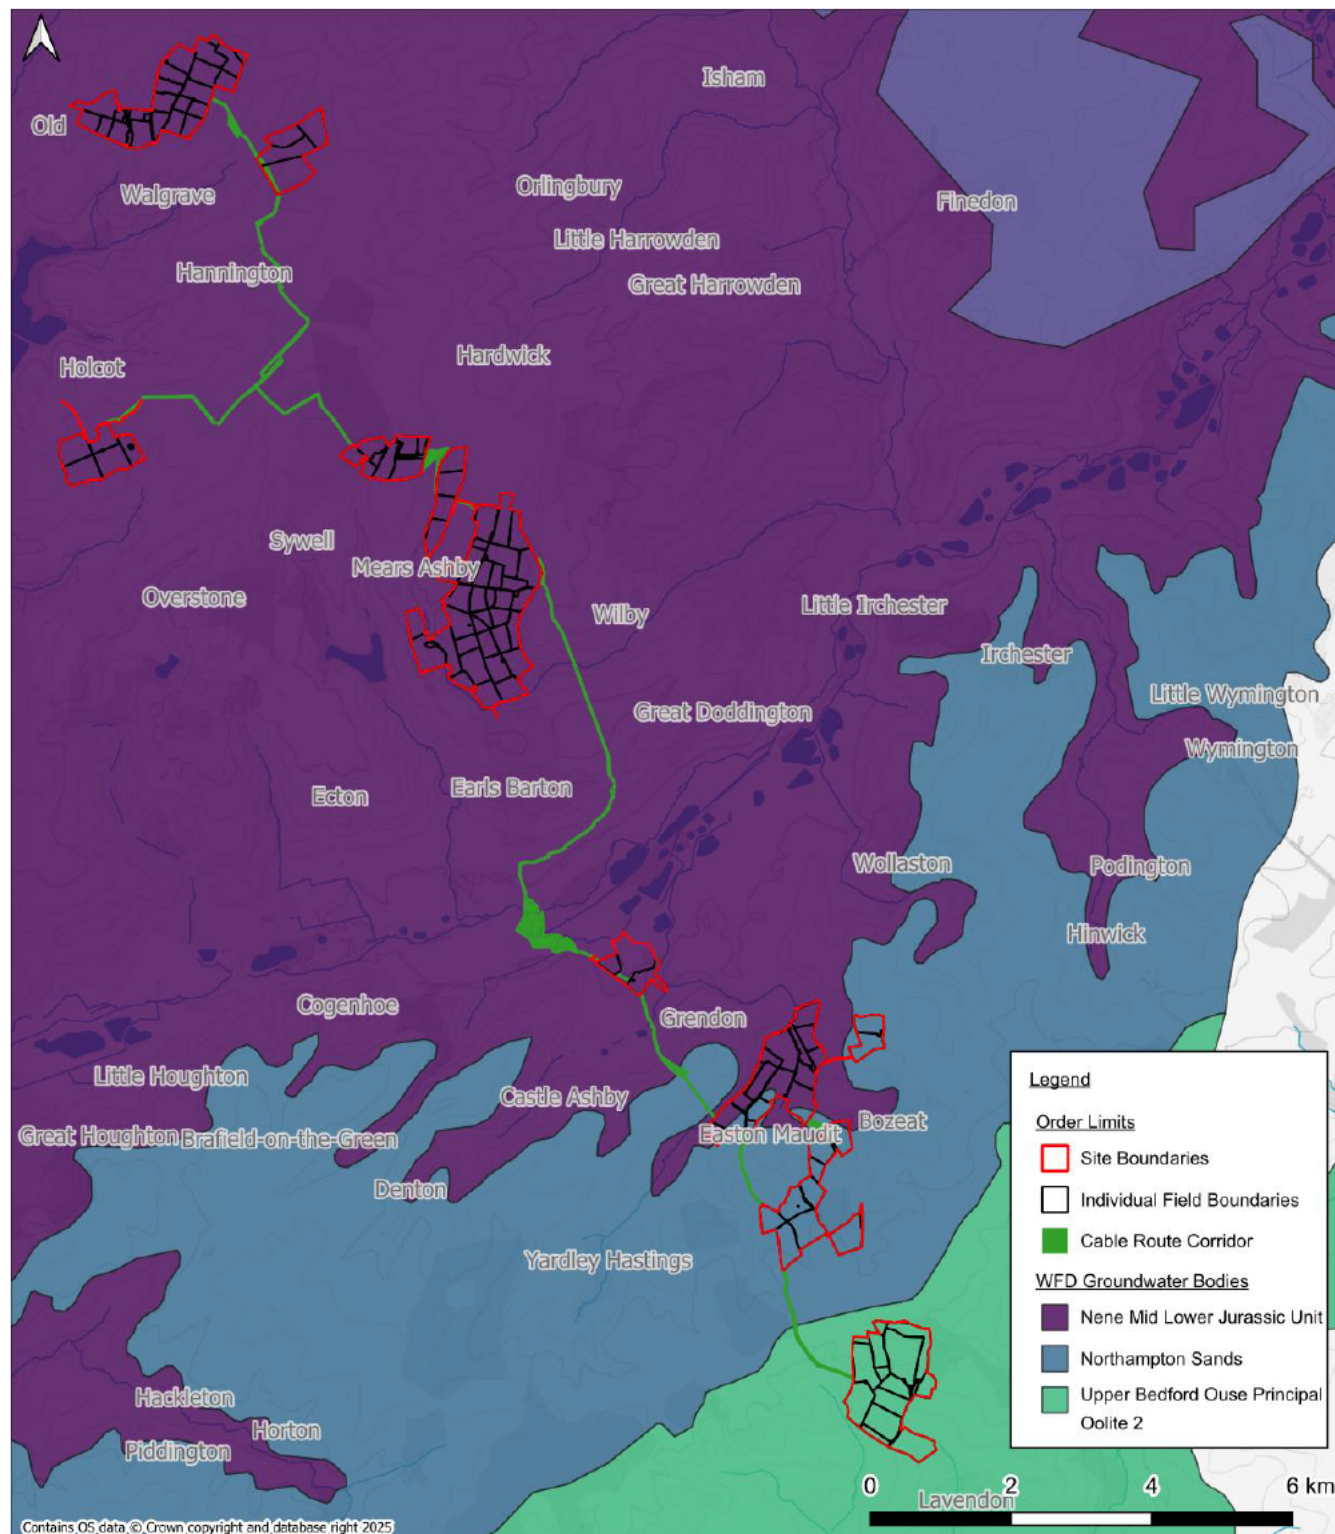 Isham
Old
Walgrave
Orlingbury
Finedon
Little Harrowden
Hannington
Great Harrowden
Holcot
Hardwick
Sywell
Mears Ashby
Overstone
Wilby
Little Irchester
Irchester
Little Wymington
Great Doddington
Wymington
Ecton
Earls Barton
Wollaston
Podington
Hinwick
Cogenhoe
Grendon
Little Houghton
Castle Ashby
Bozeat
Great Houghton
Brafield-on-the-Green
Easton Maudit
Denton
Yardley Hastings
Hackleton
Horton
Piddington
Lavendon
Legend
Order Limits
Site Boundaries
Individual Field Boundaries
Cable Route Corridor
WFD Groundwater Bodies
Nene Mid Lower Jurassic Unit
Northampton Sands
Upper Bedford Ouse Principal
Oolite 2
0 2 4 6 km
Contains OS data © Crown copyright and database right 2025